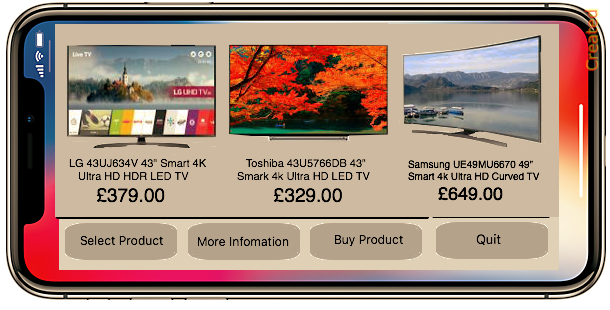 Live TV
LG UHD TV
LG 43UJ634V 43" Smart 4K
Ultra HD HDR LED TV
£379.00
Toshiba 43U5766DB 43"
Smark 4k Ultra HD LED TV
£329.00
Samsung UE49MU6670 49"
Smart 4k Ultra HD Curved TV
£649.00
Select Product
More Infomation
Buy Product
Quit
Created